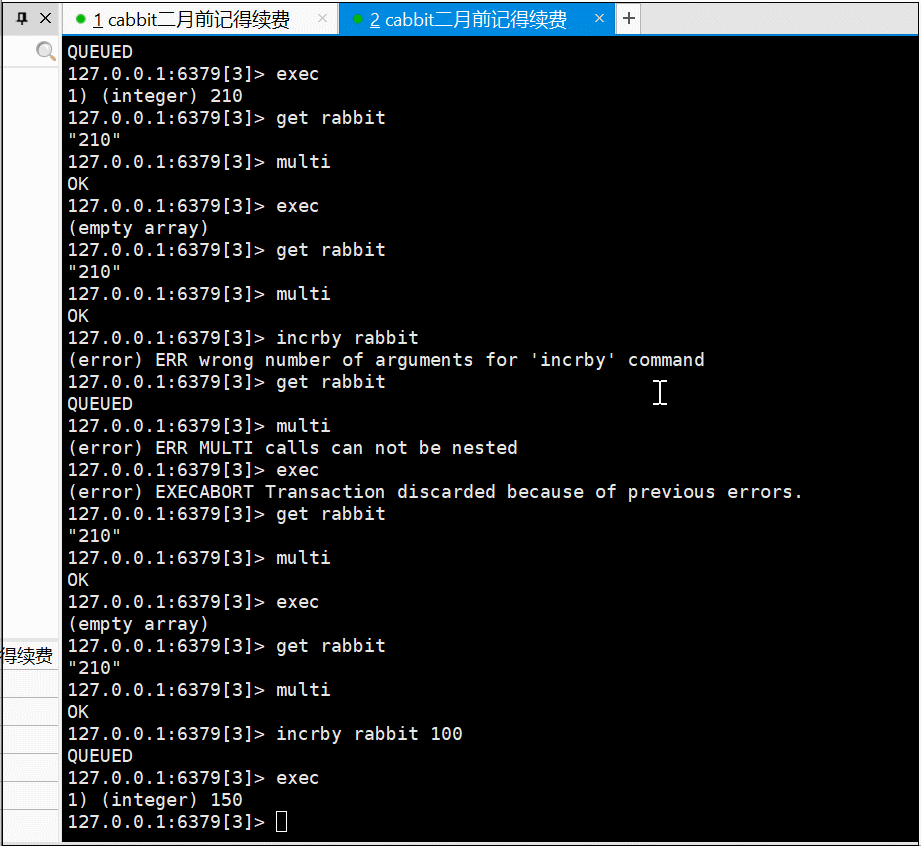 1 cabbit二月前记得续费 ×
2 cabbit二月前记得续费 ×
+
QUEUED
127.0.0.1:6379[3]> exec
1) (integer) 210
127.0.0.1:6379[3]> get rabbit
"210"
127.0.0.1:6379[3]> multi
OK
127.0.0.1:6379[3]> exec
(empty array)
127.0.0.1:6379[3]> get rabbit
"210"
127.0.0.1:6379[3]> multi
OK
127.0.0.1:6379[3]> incrby rabbit
(error) ERR wrong number of arguments for 'incrby' command
127.0.0.1:6379[3]> get rabbit
QUEUED
127.0.0.1:6379[3]> multi
(error) ERR MULTI calls can not be nested
127.0.0.1:6379[3]> exec
(error) EXECABORT Transaction discarded because of previous errors.
127.0.0.1:6379[3]> get rabbit
"210"
127.0.0.1:6379[3]> multi
OK
127.0.0.1:6379[3]> exec
(empty array)
127.0.0.1:6379[3]> get rabbit
"210"
127.0.0.1:6379[3]> multi
OK
127.0.0.1:6379[3]> incrby rabbit 100
QUEUED
127.0.0.1:6379[3]> exec
1) (integer) 150
127.0.0.1:6379[3]>
得续费